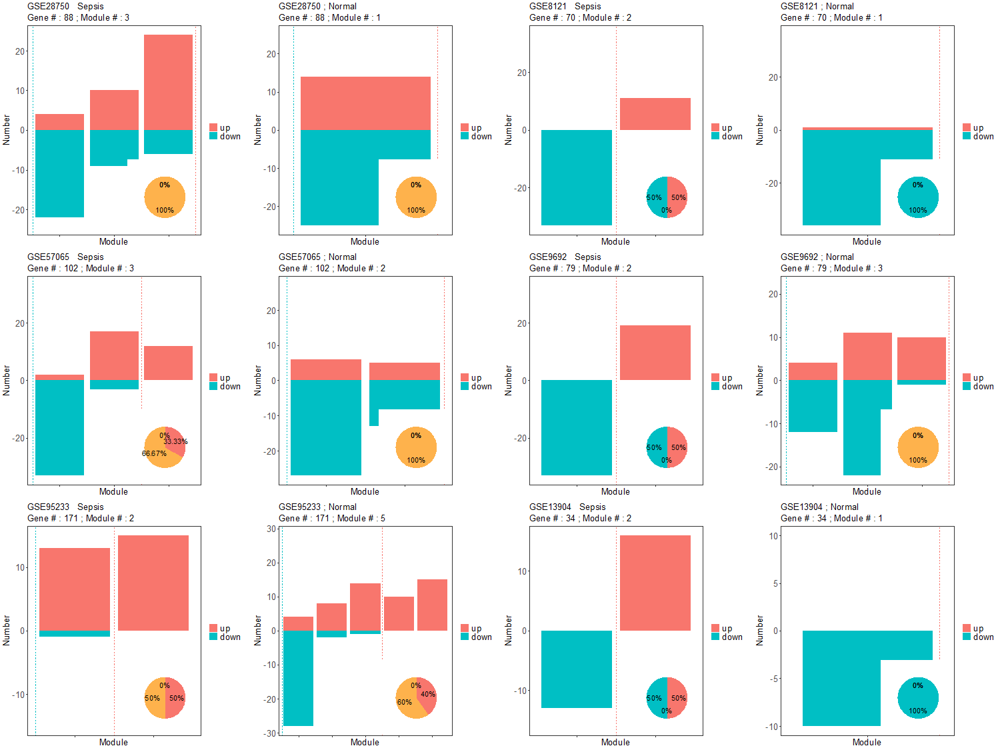 GSE28750   Sepsis
Gene # : 88 ; Module # : 3
20
10
0
-10
-20
Number
Module
up
down
0%
100%
GSE28750 ; Normal
Gene # : 88 ; Module # : 1
20
10
0
-10
-20
Number
Module
up
down
0%
100%
GSE8121   Sepsis
Gene # : 70 ; Module # : 2
20
0
-20
Number
Module
up
down
50%
50%
0%
GSE8121 ; Normal
Gene # : 70 ; Module # : 1
20
0
-20
Number
Module
up
down
0%
100%
GSE57065   Sepsis
Gene # : 102 ; Module # : 3
20
0
-20
Number
Module
up
down
0%
33.33%
66.67%
GSE57065 ; Normal
Gene # : 102 ; Module # : 2
20
10
0
-10
-20
Number
Module
up
down
0%
100%
GSE9692   Sepsis
Gene # : 79 ; Module # : 2
20
0
-20
Number
Module
up
down
50%
50%
0%
GSE9692 ; Normal
Gene # : 79 ; Module # : 3
20
10
0
-10
-20
Number
Module
up
down
0%
100%
GSE95233   Sepsis
Gene # : 171 ; Module # : 2
10
0
-10
Number
Module
up
down
0%
50%
50%
GSE95233 ; Normal
Gene # : 171 ; Module # : 5
30
20
10
0
-10
-20
-30
Number
Module
up
down
0%
40%
60%
GSE13904   Sepsis
Gene # : 34 ; Module # : 2
10
0
-10
Number
Module
up
down
50%
50%
0%
GSE13904 ; Normal
Gene # : 34 ; Module # : 1
10
5
0
-5
-10
Number
Module
up
down
0%
100%